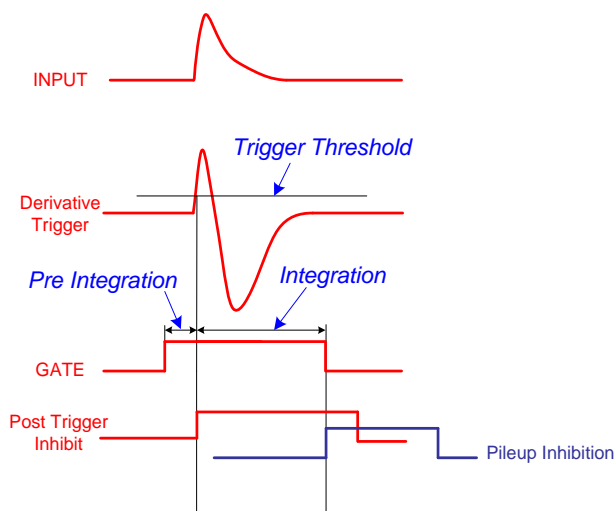 INPUT
Trigger Threshold
Derivative
Trigger
Pre Integration
Integration
GATE
Post Trigger
Inhibit
Pileup Inhibition